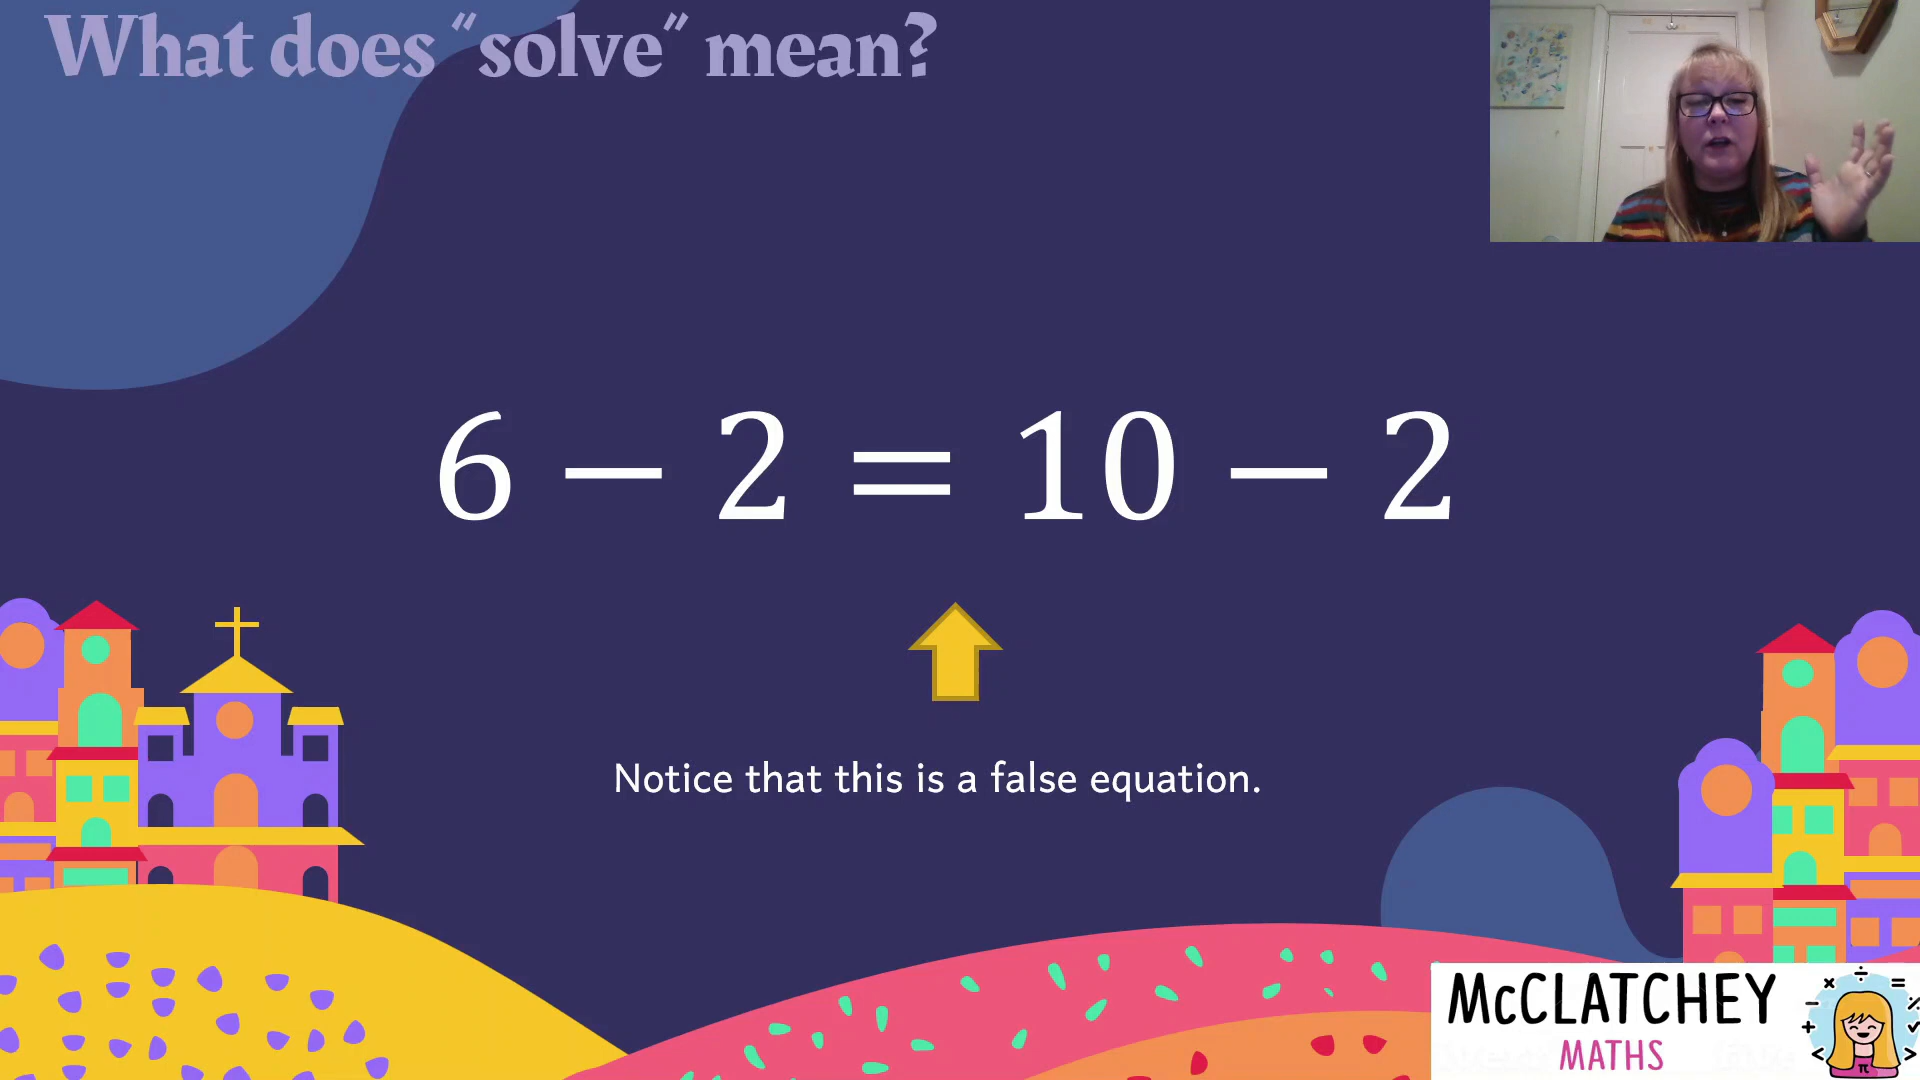 What does “solve” mean?
6 − 2 = 10 − 2
Notice that this is a false equation.
McCLATCHEY
MATHS